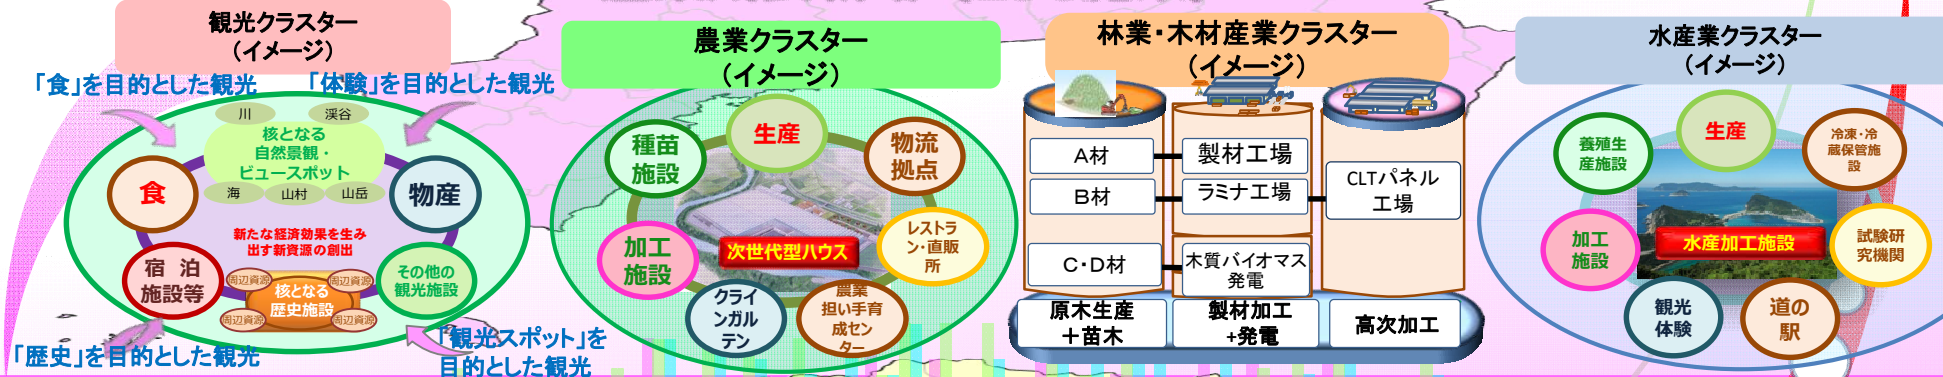 観光クラスター
（イメージ）
「食」を目的とした観光
「体験」を目的とした観光
川
渓谷
核となる
自然景観・
ビュースポット
海
山村
山岳
食
物産
新たな経済効果を生み
出す新資源の創出
宿 泊
施設等
その他の
観光施設
周辺資源
周辺資源
核となる
歴史施設
周辺資源
周辺資源
「歴史」を目的とした観光
「観光スポット」を
目的とした観光
農業クラスター
（イメージ）
生産
種苗
施設
物流
拠点
加工
施設
次世代型ハウス
レストラ
ン・直販
所
クライ
ンガル
テン
農業
担い手育
成セン
ター
林業・木材産業クラスター
（イメージ）
A材
製材工場
B材
ラミナ工場
CLTパネル
工場
C・D材
木質バイオマス
発電
原木生産
＋苗木
製材加工
+発電
高次加工
水産業クラスター
（イメージ）
生産
養殖生
産施設
冷凍・冷
蔵保管施
設
加工
施設
水産加工施設
試験研
究機関
観光
体験
道の
駅